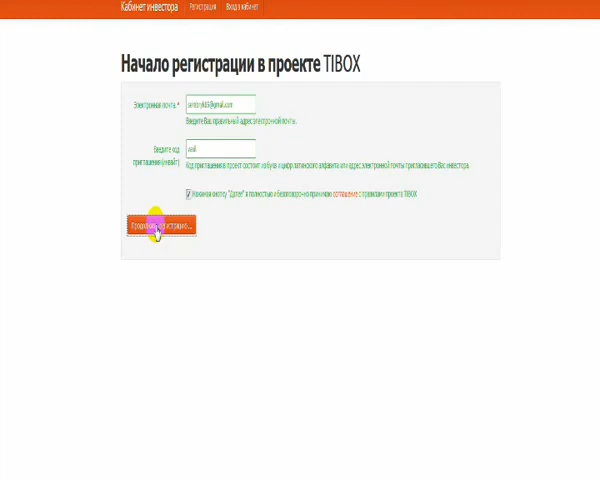 Кабинет инвестора Регистрация Вход в кабинет
Начало регистрации в проекте TIBOX
Электронная почта: *
Введите Ваш правильный адрес электронной почты.
Введите код
приглашения (инвайт)
Код приглашения в проект состоит из букв и цифр латинского алфавита или адрес электронной почты пригласившего Вас инвестора.
Нажимая кнопку "Далее" я полностью и безоговорочно принимаю соглашение с правилами проекта TIBOX